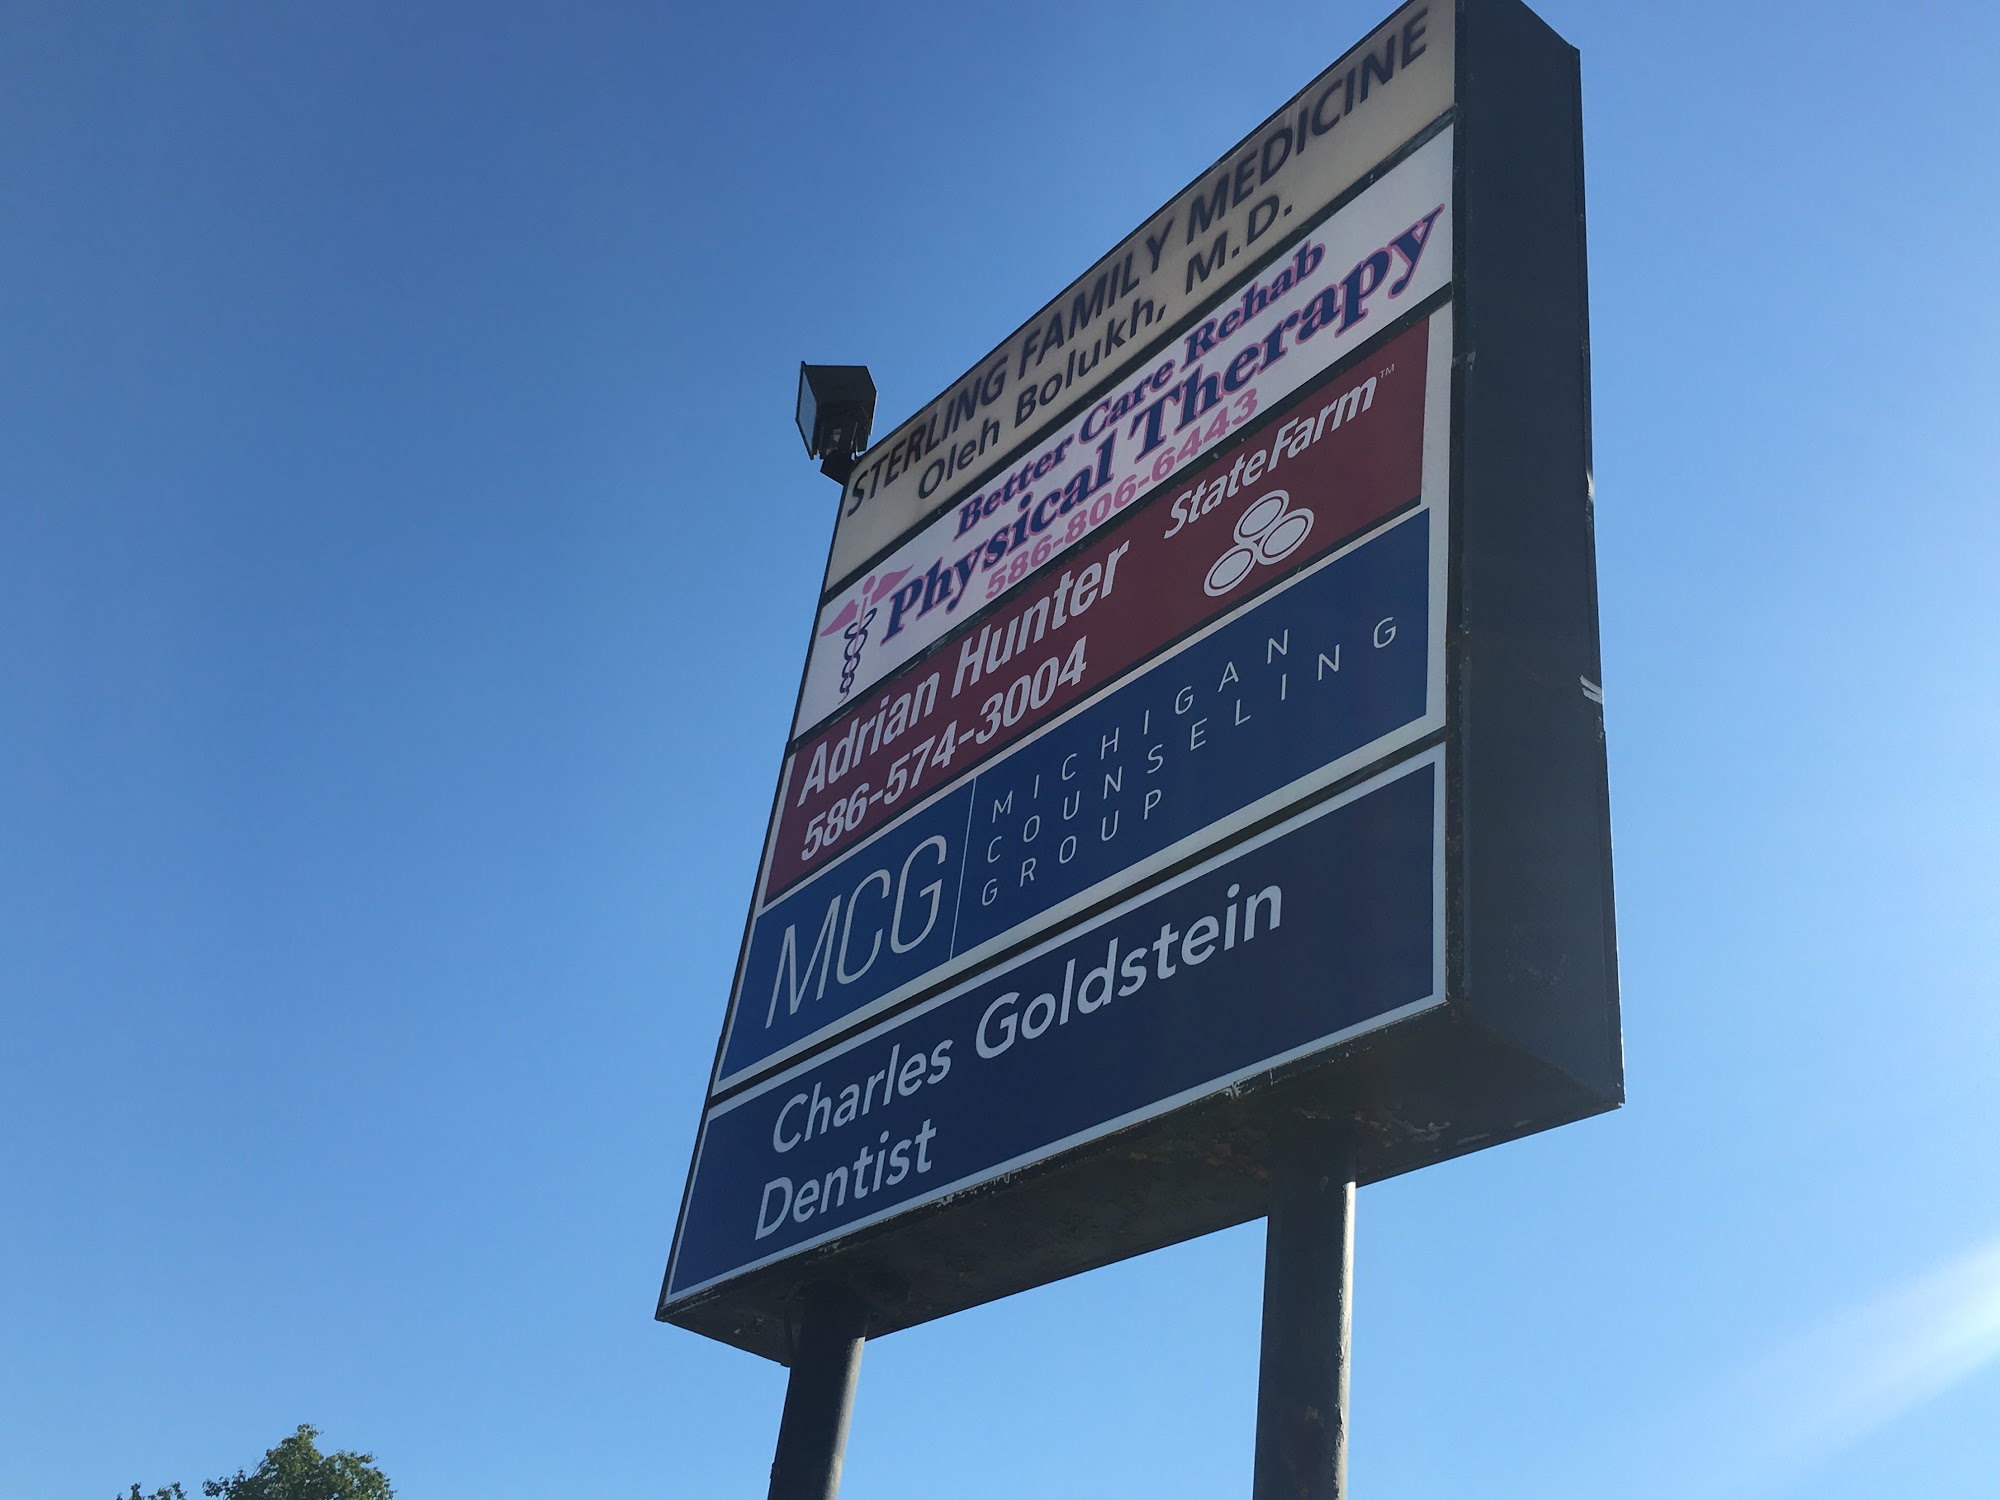 STERLING FAMILY MEDICINE
Oleh Bolukh, M.D.
Better Care Rehab
Physical Therapy
586-806-6443
Adrian Hunter
586-574-3004
StateFarm™
MCG
MICHIGAN
COUNSELING
GROUP
Charles Goldstein
Dentist